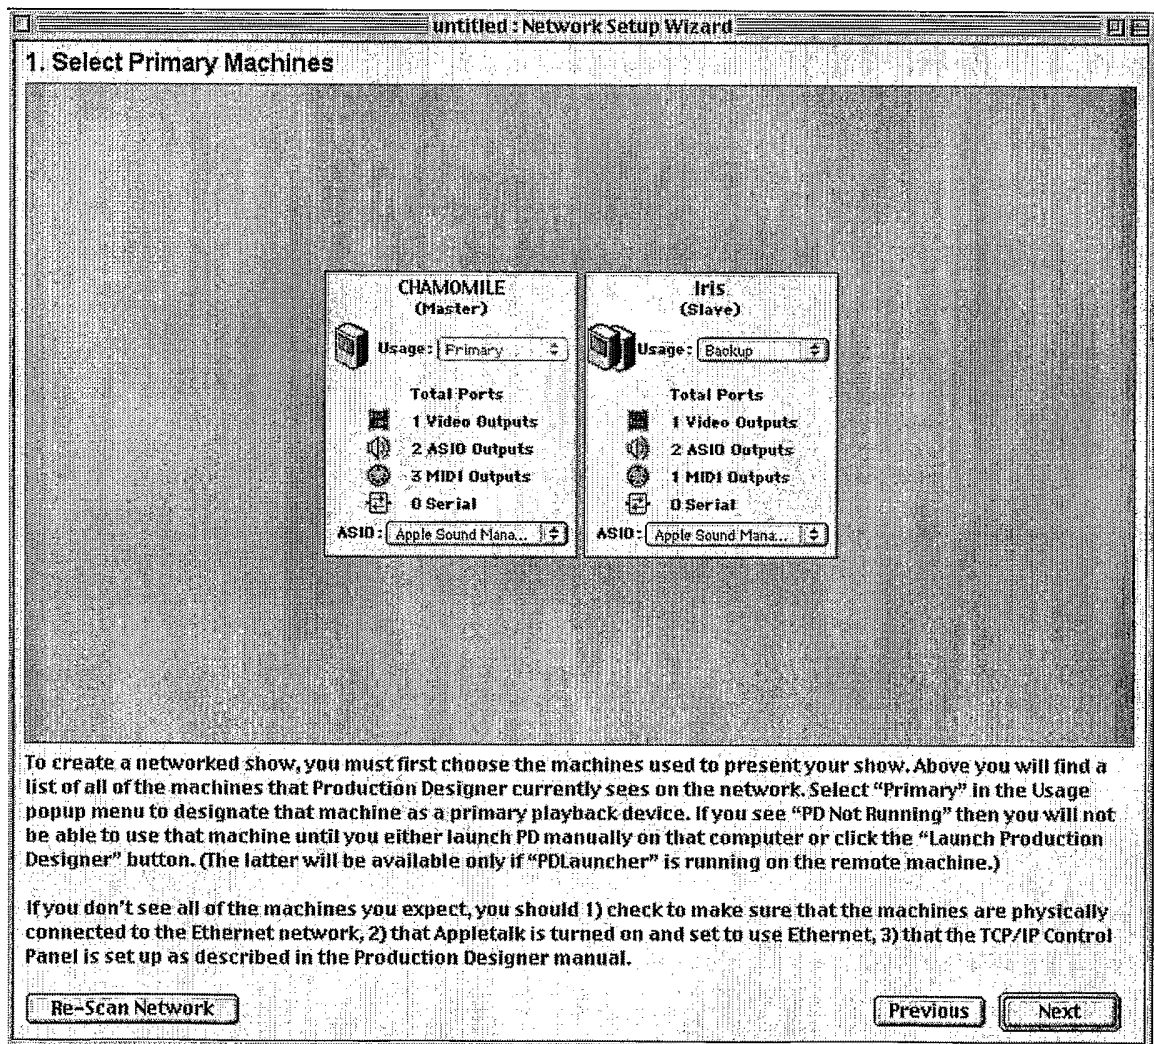 untitled : Network Setup Wizard
1. Select Primary Machines
CHAMOMILE
(Master)
Usage: Primary
Total Ports
1 Video Outputs
2 ASIO Outputs
3 MIDI Outputs
0 Serial
ASIO: Apple Sound Mana...
Iris
(Slave)
Usage: Backup
Total Ports
1 Video Outputs
2 ASIO Outputs
1 MIDI Outputs
0 Serial
ASIO: Apple Sound Mana...
To create a networked show, you must first choose the machines used to present your show. Above you will find a
list of all of the machines that Production Designer currently sees on the network. Select “Primary” in the Usage
popup menu to designate that machine as a primary playback device. If you see “PD Not Running” then you will not
be able to use that machine until you either launch PD manually on that computer or click the “Launch Production
Designer” button. (The latter will be available only if “PDLauncher” is running on the remote machine.)
If you don't see all of the machines you expect, you should 1) check to make sure that the machines are physically
connected to the Ethernet network, 2) that Appletalk is turned on and set to use Ethernet, 3) that the TCP/IP Control
Panel is set up as described in the Production Designer manual.
Re-Scan Network
Previous
Next